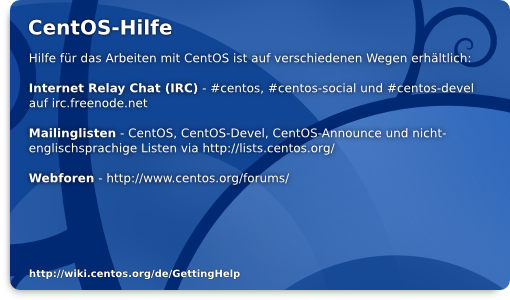 CentOS-Hilfe
Hilfe für das Arbeiten mit CentOS ist auf verschiedenen Wegen erhältlich:
Internet Relay Chat (IRC) - #centos, #centos-social und #centos-devel
auf irc.freenode.net
Mailinglisten - CentOS, CentOS-Devel, CentOS-Announce und nicht-
englischsprachige Listen via http://lists.centos.org/
Webforen - http://www.centos.org/forums/
http://wiki.centos.org/de/GettingHelp